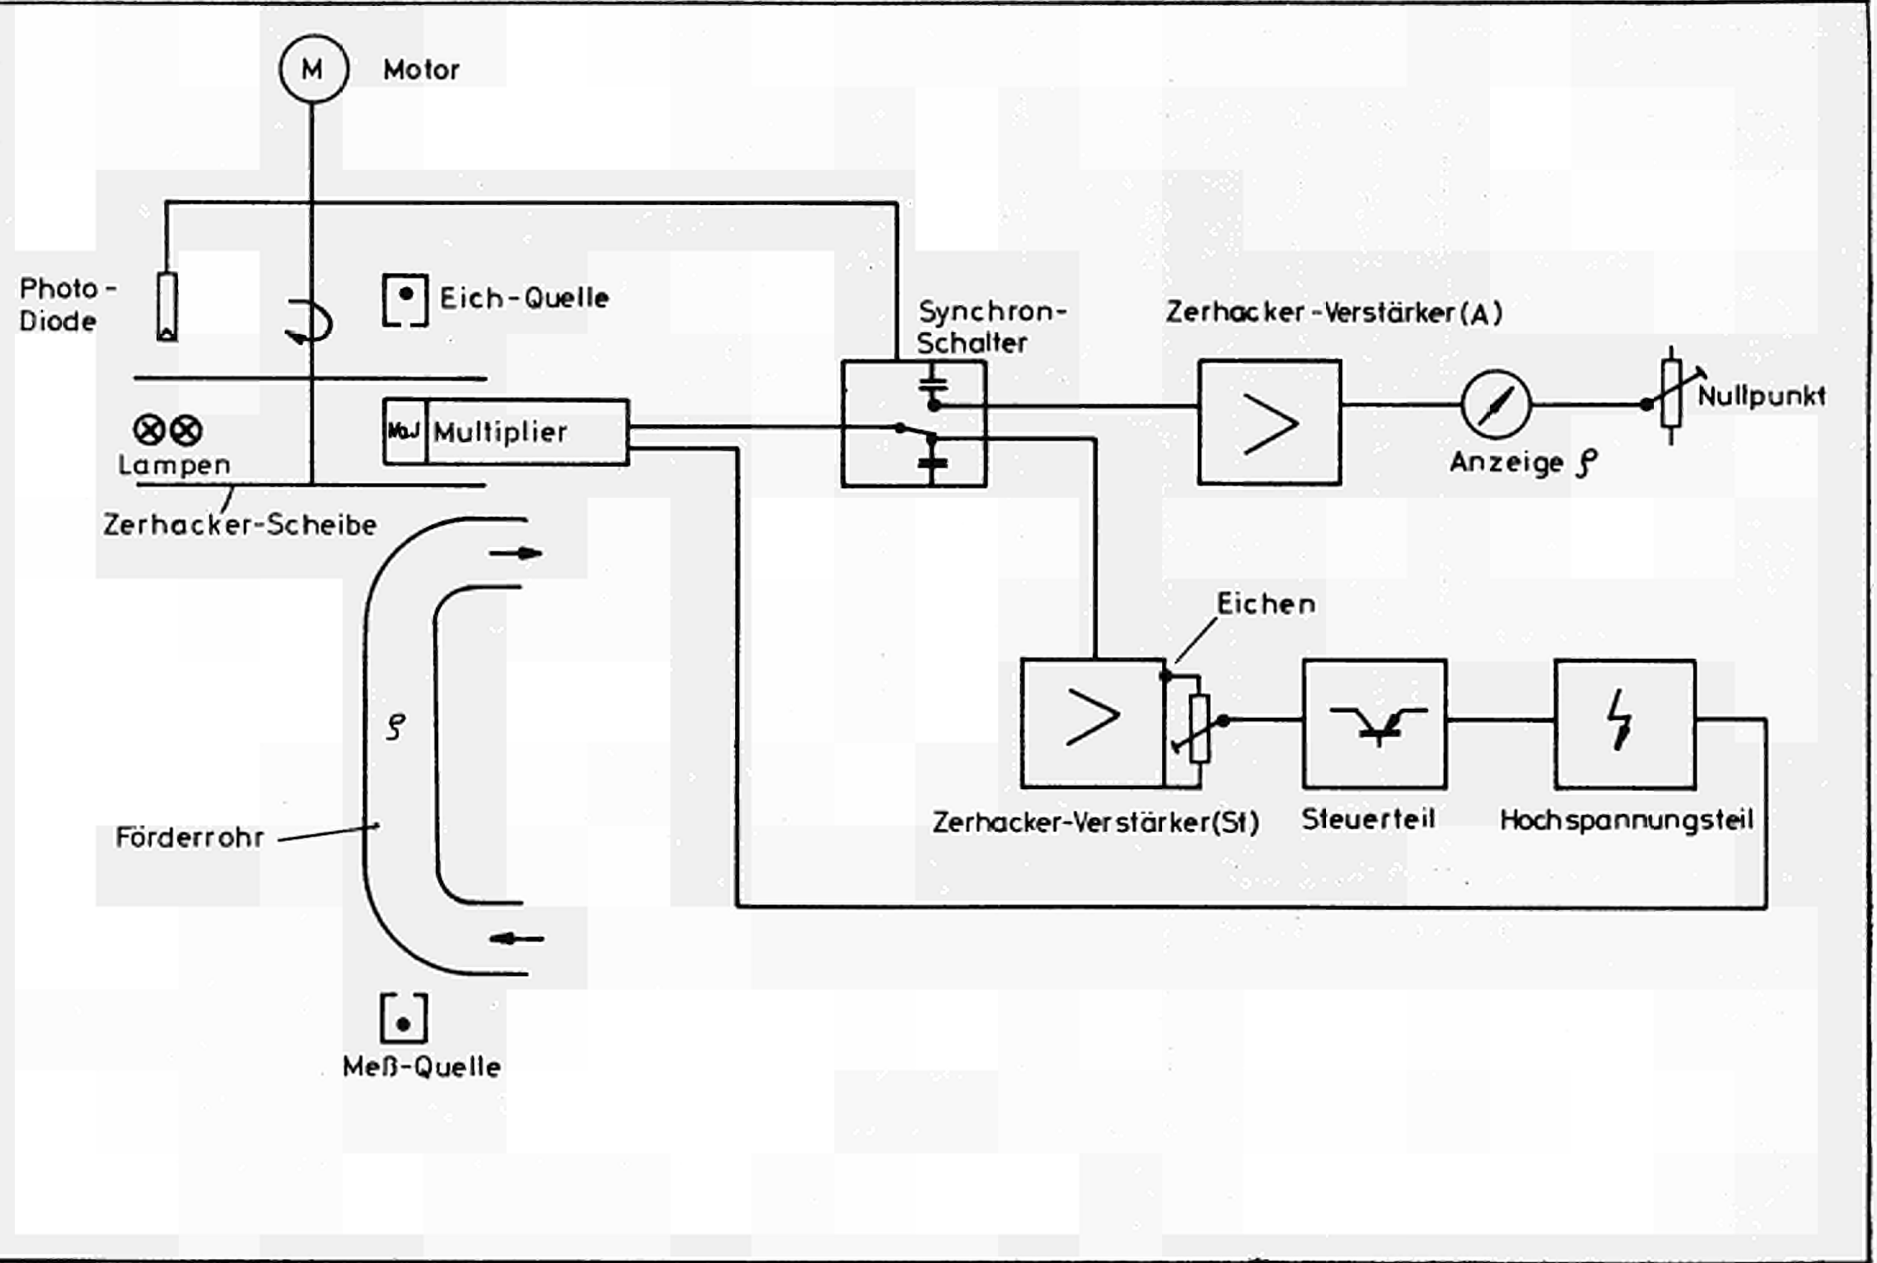 M Motor
Photo-
Diode
Eich-Quelle
Synchron-
Schalter
Zerhacker-Verstärker(A)
Nullpunkt
Anzeige ϱ
NaJ Multiplier
Lampen
Zerhacker-Scheibe
Eichen
ϱ
Förderrohr
Zerhacker-Verstärker(St)
Steuerteil
Hochspannungsteil
Meß-Quelle